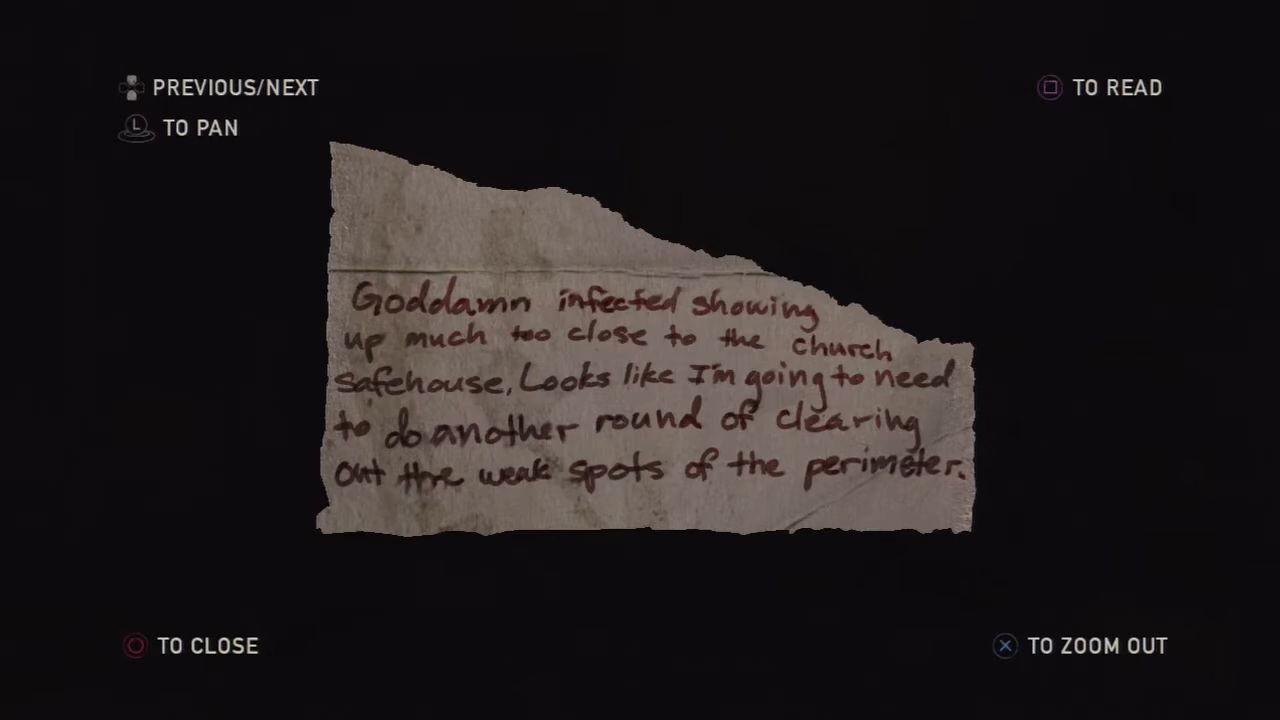 PREVIOUS/NEXT
L TO PAN
TO READ
Goddamn infected showing
up much too close to the church
safehouse. Looks like I'm going to need
to do another round of clearing
out the weak spots of the perimeter.
TO CLOSE
TO ZOOM OUT